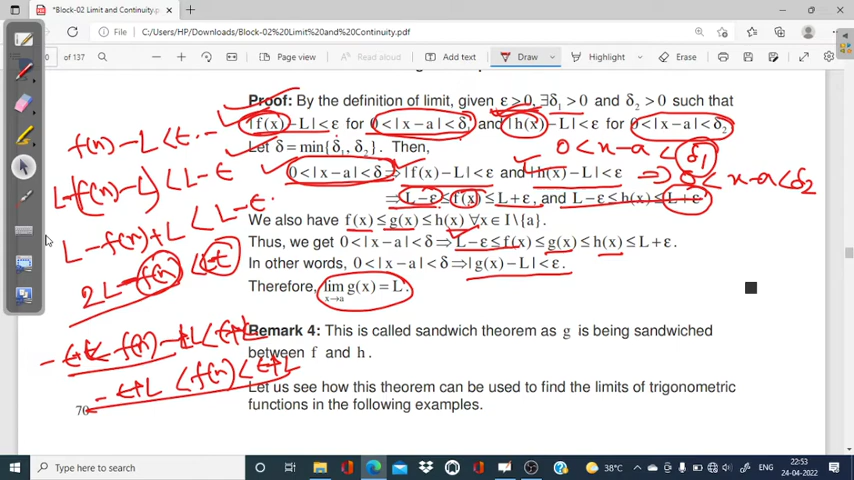 Block-02 Limit and Continuity.pdf
File C:/Users/HP/Downloads/Block-02%20Limit%20and%20Continuity.pdf
of 137
Page view
Read aloud
Add text
Draw
Highlight
Erase
Proof: By the definition of limit, given ε > 0, ∃δ₁ > 0 and δ₂ > 0 such that
| f(x) − L | < ε for 0 < | x − a | < δ₁ and | h(x) − L | < ε for 0 < | x − a | < δ₂
Let δ = min{δ₁, δ₂}. Then,
0 < | x − a | < δ ⇒ | f(x) − L | < ε and | h(x) − L | < ε
⇒ L − ε ≤ f(x) ≤ L + ε, and L − ε ≤ h(x) ≤ L + ε
We also have f(x) ≤ g(x) ≤ h(x) ∀x ∈ I \ {a}.
Thus, we get 0 < | x − a | < δ ⇒ L − ε ≤ f(x) ≤ g(x) ≤ h(x) ≤ L + ε.
In other words, 0 < | x − a | < δ ⇒ | g(x) − L | < ε.
Therefore, lim g(x) = L.
x→a
Remark 4: This is called sandwich theorem as g is being sandwiched
between f and h.
Let us see how this theorem can be used to find the limits of trigonometric
functions in the following examples.
70
f(x) − L < ε
L − (f(x) − L) < L − ε
L − f(x) + L < L − ε
2L − f(x) <
f(x) − L < ε + L
< f(x) < ε + L
0 < x − a < δ1
⇒ < x − a < δ2
Type here to search
38°C
ENG
22:53
24-04-2022